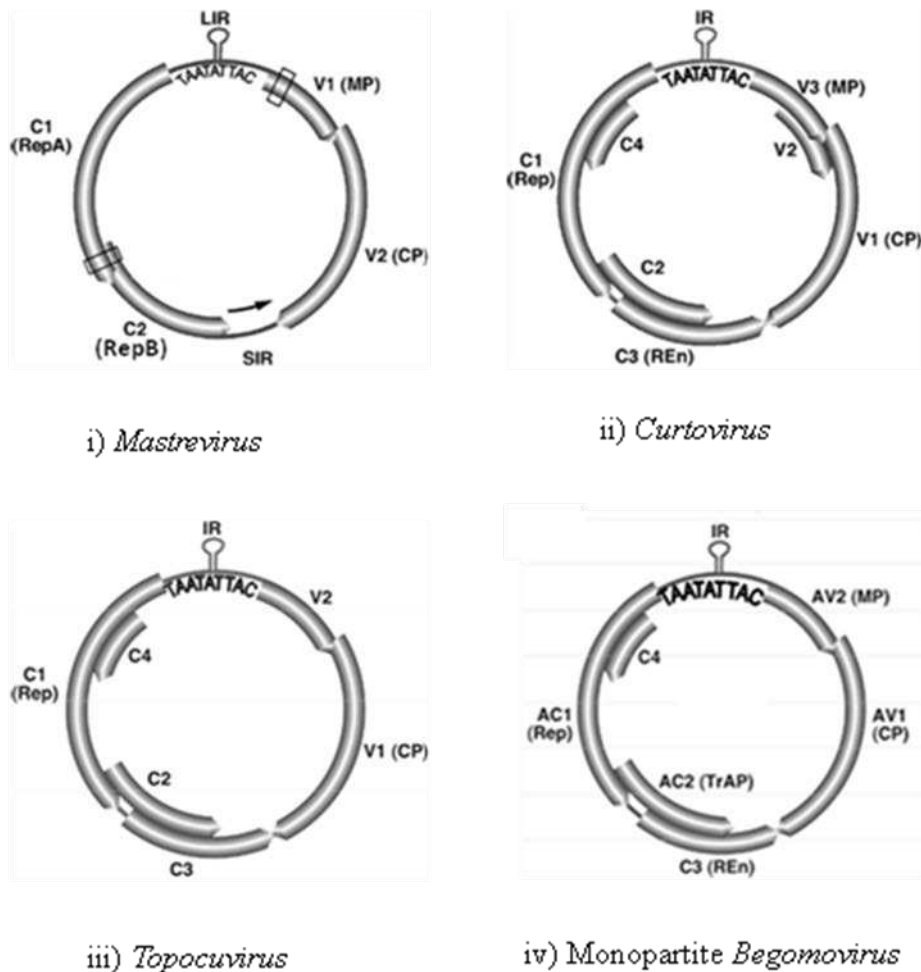 LIR
TAATATTAC
V1 (MP)
C1
(RepA)
V2 (CP)
C2
(RepB)
SIR
i) Mastrevirus
IR
TAATATTAC
V3 (MP)
C4
V2
C1
(Rep)
V1 (CP)
C2
C3 (REn)
ii) Curtovirus
IR
TAATATTAC
V2
C4
C1
(Rep)
V1 (CP)
C2
C3
iii) Topocuvirus
IR
TAATATTAC
AV2 (MP)
C4
AC1
(Rep)
AV1
(CP)
AC2 (TrAP)
C3 (REn)
iv) Monopartite Begomovirus